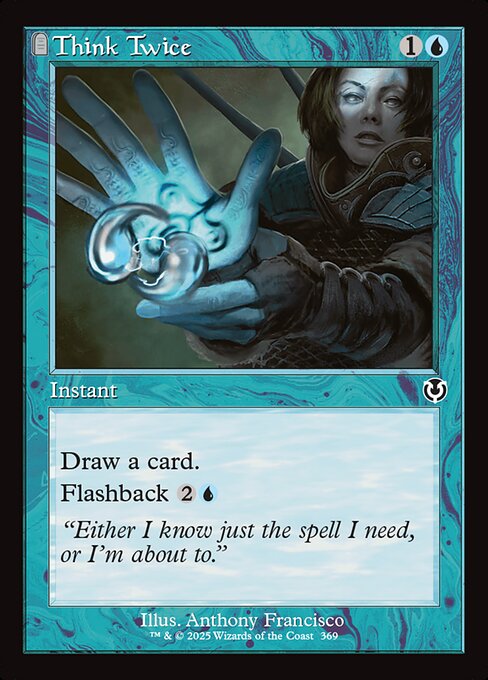 Think Twice 1
Instant
Draw a card.
Flashback 2
“Either I know just the spell I need,
or I’m about to.”
Illus. Anthony Francisco
™ & © 2025 Wizards of the Coast 369